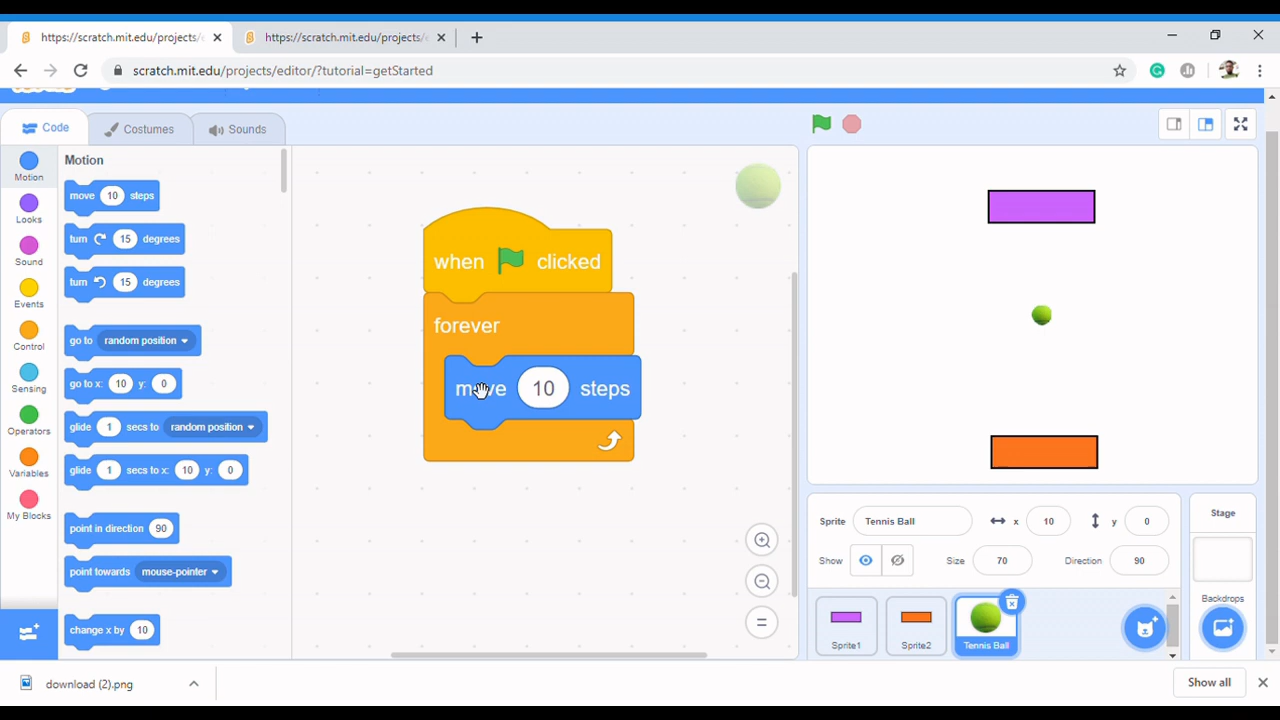 https://scratch.mit.edu/projects/e
https://scratch.mit.edu/projects/e
scratch.mit.edu/projects/editor/?tutorial=getStarted
Code
Costumes
Sounds
Motion
Looks
Sound
Events
Control
Sensing
Operators
Variables
My Blocks
Motion
move 10 steps
turn 15 degrees
turn 15 degrees
go to random position
go to x: 10 y: 0
glide 1 secs to random position
glide 1 secs to x: 10 y: 0
point in direction 90
point towards mouse-pointer
change x by 10
when clicked
forever
move 10 steps
Sprite Tennis Ball x 10 y 0
Show Size 70 Direction 90
Sprite1
Sprite2
Tennis Ball
Stage
Backdrops
download (2).png
Show all